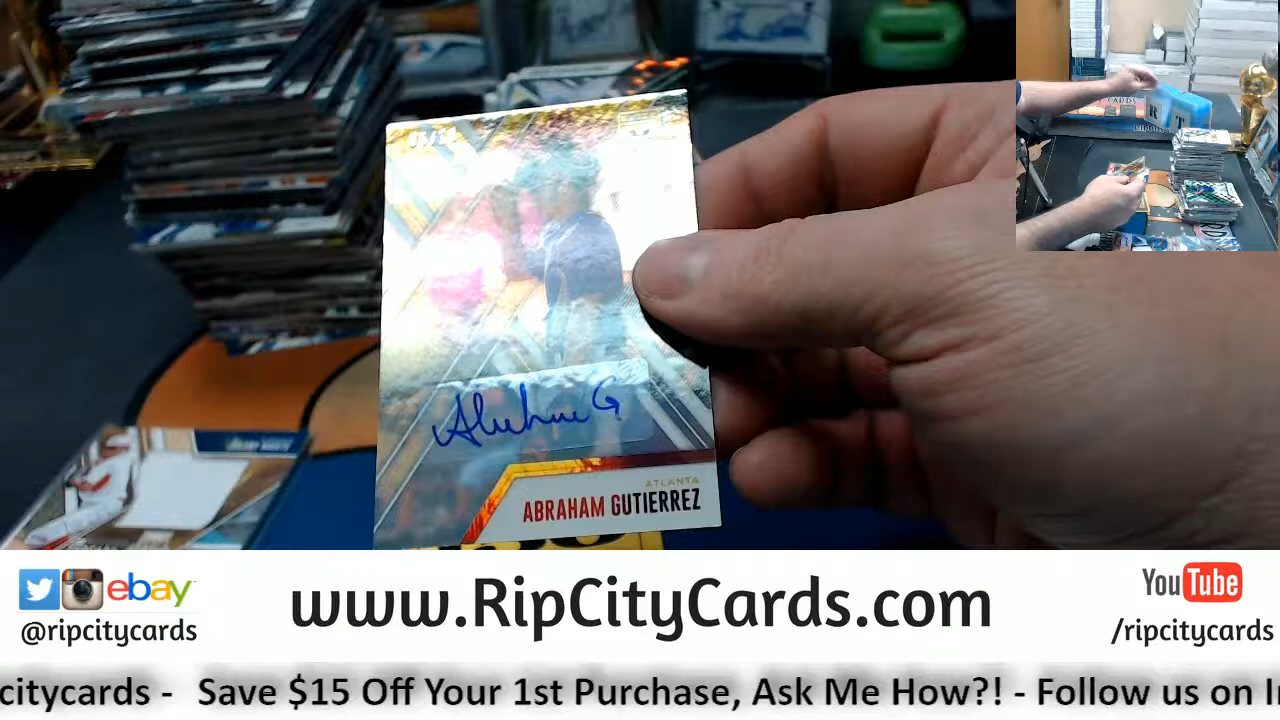 Abraham G
ATLANTA
ABRAHAM GUTIERREZ
ebay
@ripcitycards
www.RipCityCards.com
YouTube
/ripcitycards
citycards - Save $15 Off Your 1st Purchase, Ask Me How?! - Follow us on I